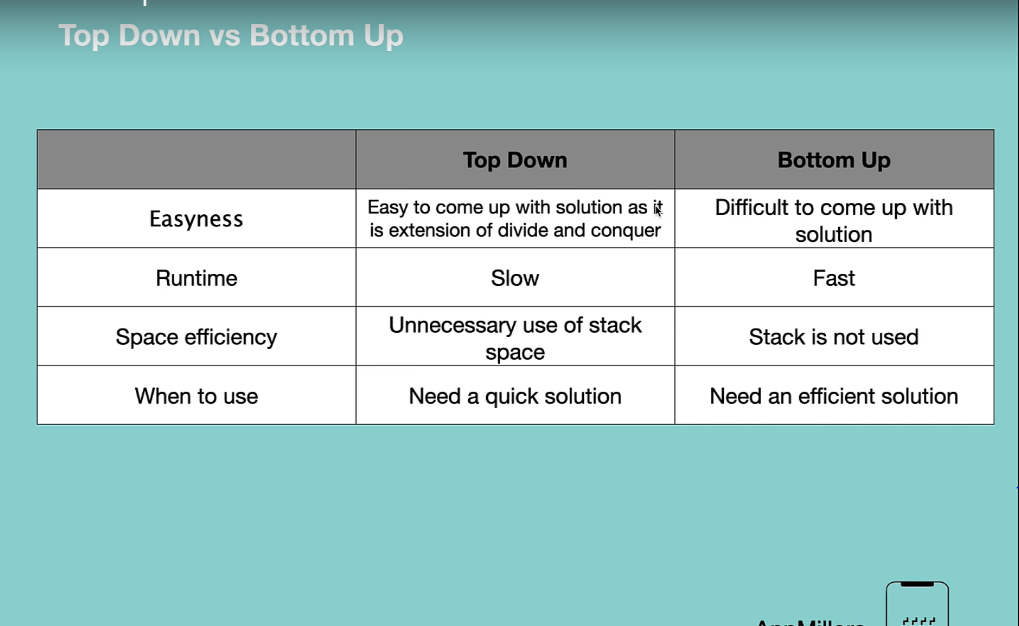 Top Down vs Bottom Up
Top Down
Bottom Up
Easyness
Easy to come up with solution as it
is extension of divide and conquer
Difficult to come up with
solution
Runtime
Slow
Fast
Space efficiency
Unnecessary use of stack
space
Stack is not used
When to use
Need a quick solution
Need an efficient solution
AppMillers